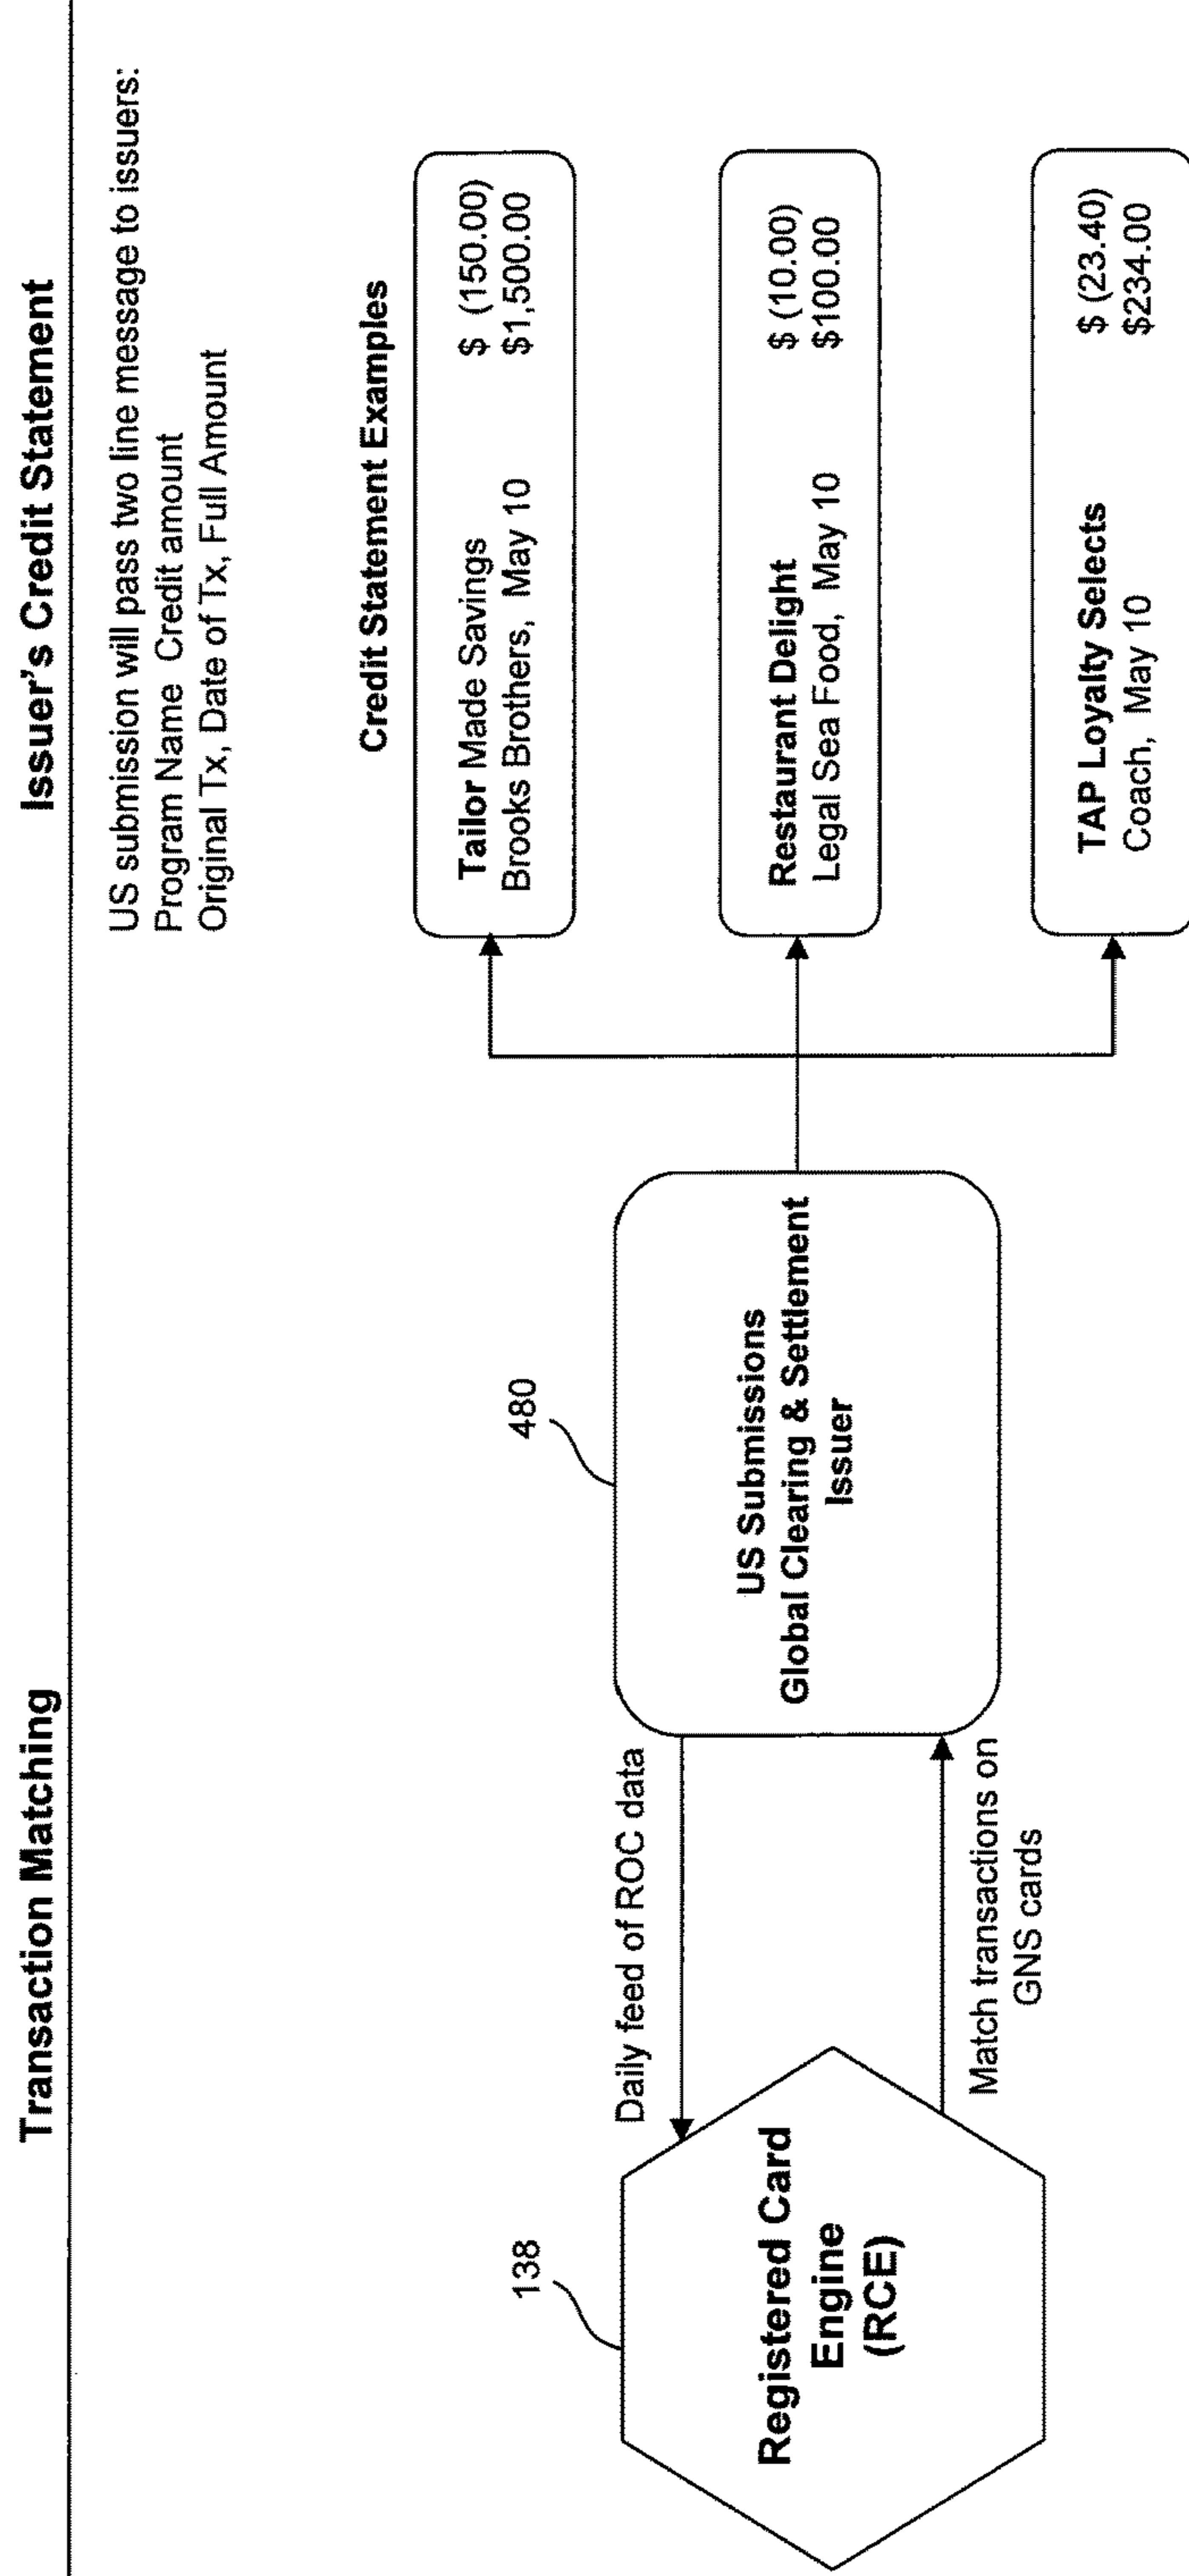 Transaction Matching
Issuer's Credit Statement
US submission will pass two line message to issuers:
Program Name  Credit amount
Original Tx, Date of Tx, Full Amount
138
Registered Card
Engine
(RCE)
Daily feed of ROC data
Match transactions on
GNS cards
480
US Submissions
Global Clearing & Settlement
Issuer
Credit Statement Examples
Tailor Made Savings $ (150.00)
Brooks Brothers, May 10 $1,500.00
Restaurant Delight $ (10.00)
Legal Sea Food, May 10 $100.00
TAP Loyalty Selects $ (23.40)
Coach, May 10 $234.00